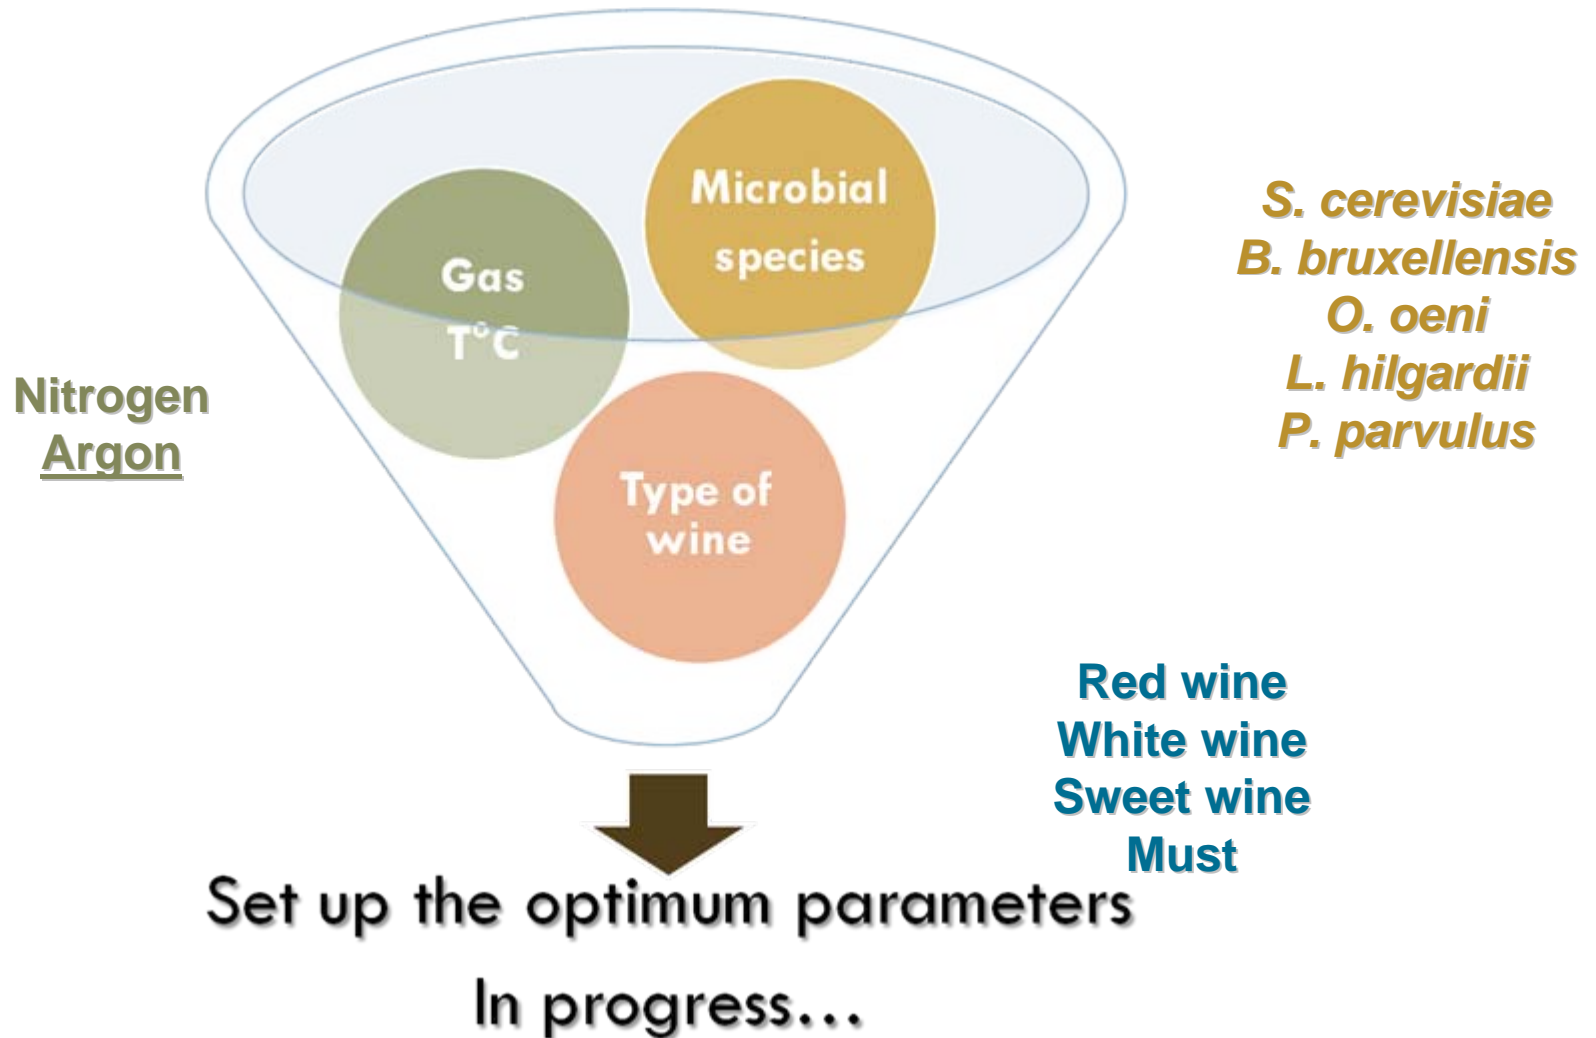 Microbial
species
Gas
T°C
Type of
wine
Nitrogen
Argon
S. cerevisiae
B. bruxellensis
O. oeni
L. hilgardii
P. parvulus
Red wine
White wine
Sweet wine
Must
Set up the optimum parameters
In progress...